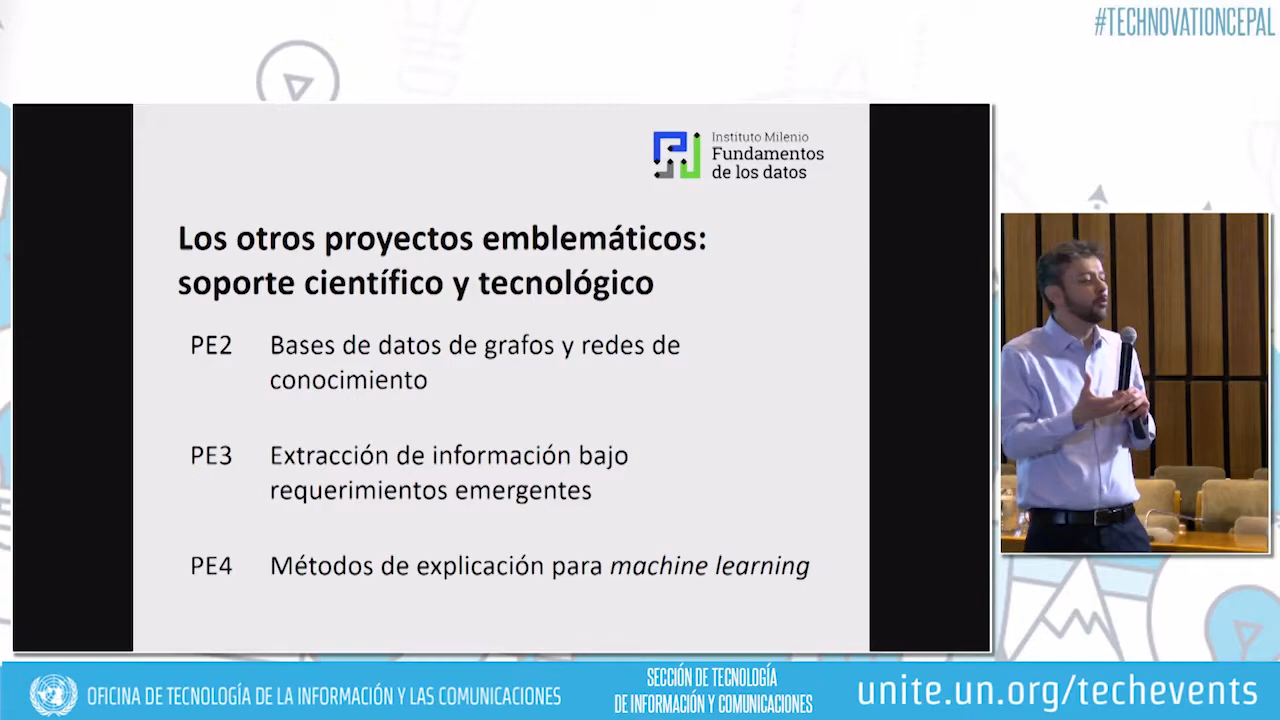 #TECHNOVATIONCEPAL
Instituto Milenio
Fundamentos
de los datos
Los otros proyectos emblemáticos:
soporte científico y tecnológico
PE2 Bases de datos de grafos y redes de
conocimiento
PE3 Extracción de información bajo
requerimientos emergentes
PE4 Métodos de explicación para machine learning
OFICINA DE TECNOLOGÍA DE LA INFORMACIÓN Y LAS COMUNICACIONES
SECCIÓN DE TECNOLOGÍA
DE INFORMACIÓN Y COMUNICACIONES
unite.un.org/techevents